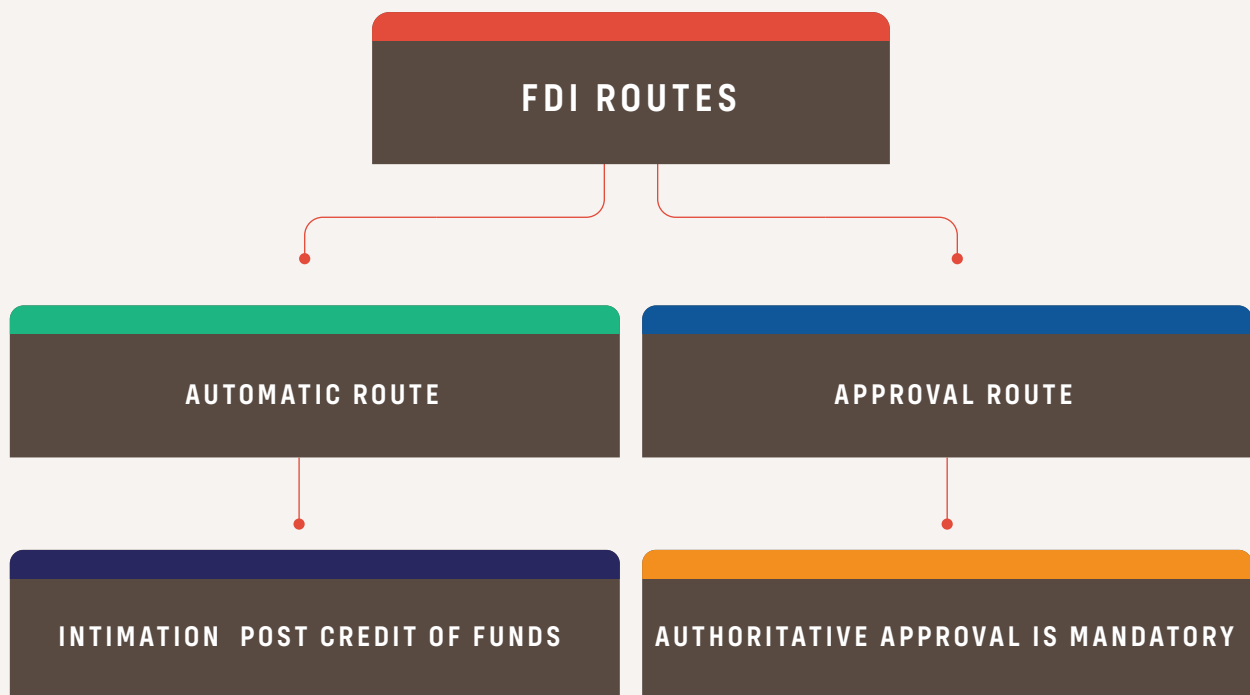 FDI ROUTES
AUTOMATIC ROUTE
APPROVAL ROUTE
INTIMATION POST CREDIT OF FUNDS
AUTHORITATIVE APPROVAL IS MANDATORY